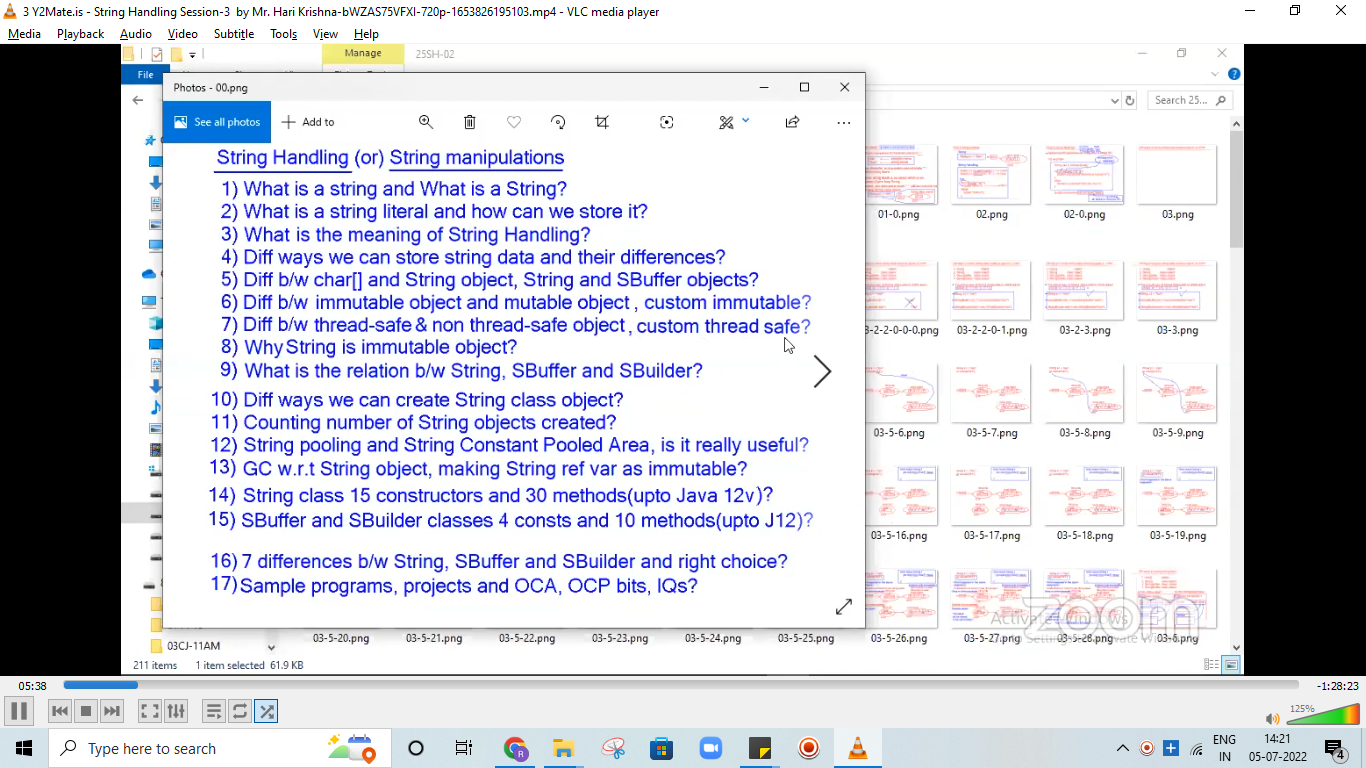 3 Y2Mate.is - String Handling Session-3 by Mr. Hari Krishna-bWZAS75VFXI-720p-1653826195103.mp4 - VLC media player
Media Playback Audio Video Subtitle Tools View Help
Manage 25SH-02
File
Photos - 00.png
Search 25...
See all photos Add to
String Handling (or) String manipulations
1) What is a string and What is a String?
2) What is a string literal and how can we store it?
3) What is the meaning of String Handling?
4) Diff ways we can store string data and their differences?
5) Diff b/w char[] and String object, String and SBuffer objects?
6) Diff b/w immutable object and mutable object , custom immutable?
7) Diff b/w thread-safe & non thread-safe object , custom thread safe?
8) Why String is immutable object?
9) What is the relation b/w String, SBuffer and SBuilder?
10) Diff ways we can create String class object?
11) Counting number of String objects created?
12) String pooling and String Constant Pooled Area, is it really useful?
13) GC w.r.t String object, making String ref var as immutable?
14) String class 15 constructors and 30 methods(upto Java 12v)?
15) SBuffer and SBuilder classes 4 consts and 10 methods(upto J12)?
16) 7 differences b/w String, SBuffer and SBuilder and right choice?
17) Sample programs, projects and OCA, OCP bits, IQs?
01-0.png 02.png 02-0.png 03.png
3-2-2-0-0-0.png 03-2-2-0-1.png 03-2-3.png 03-3.png
03-5-6.png 03-5-7.png 03-5-8.png 03-5-9.png
03-5-16.png 03-5-17.png 03-5-18.png 03-5-19.png
zoom
Activate Windows
03-5-20.png 03-5-21.png 03-5-22.png 03-5-23.png 03-5-24.png 03-5-25.png 03-5-26.png 03-5-27.png 03-5-28.png 03-6.png
03CJ-11AM
211 items 1 item selected 61.9 KB
05:38 -1:28:23
125%
Type here to search
ENG
IN
14:21
05-07-2022
4